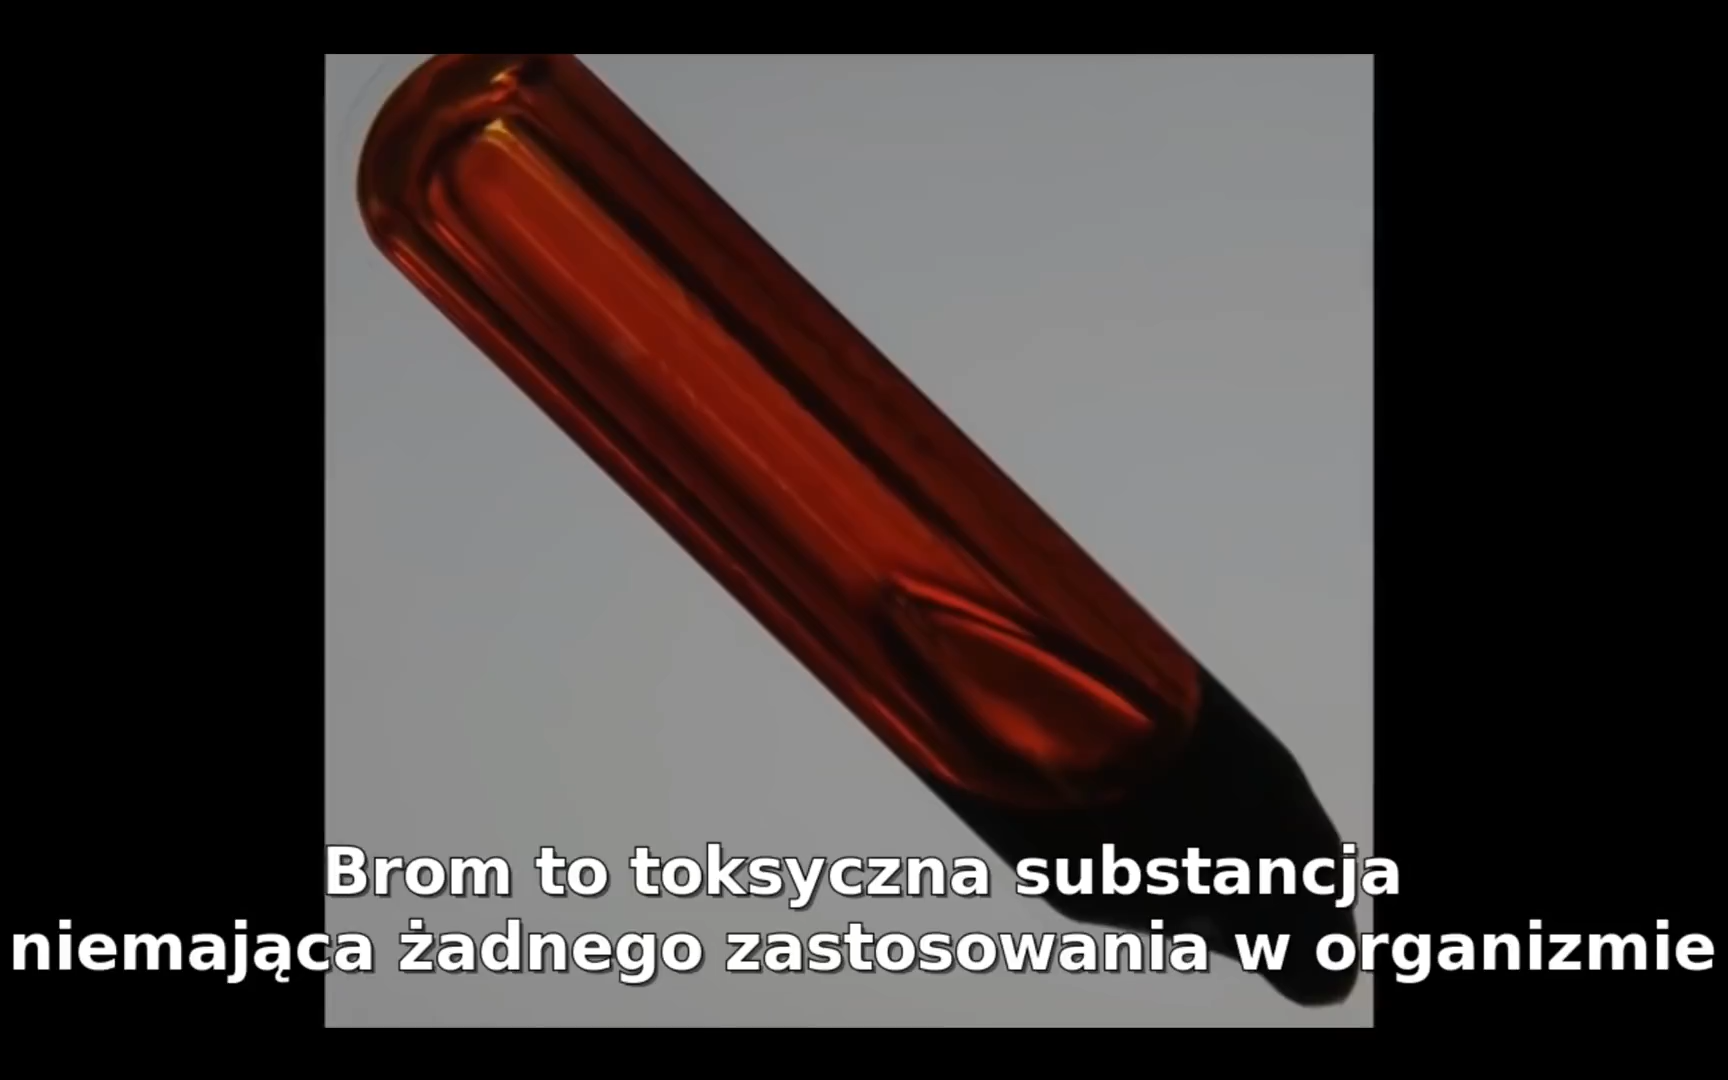 Brom to toksyczna substancja
niemająca żadnego zastosowania w organizmie